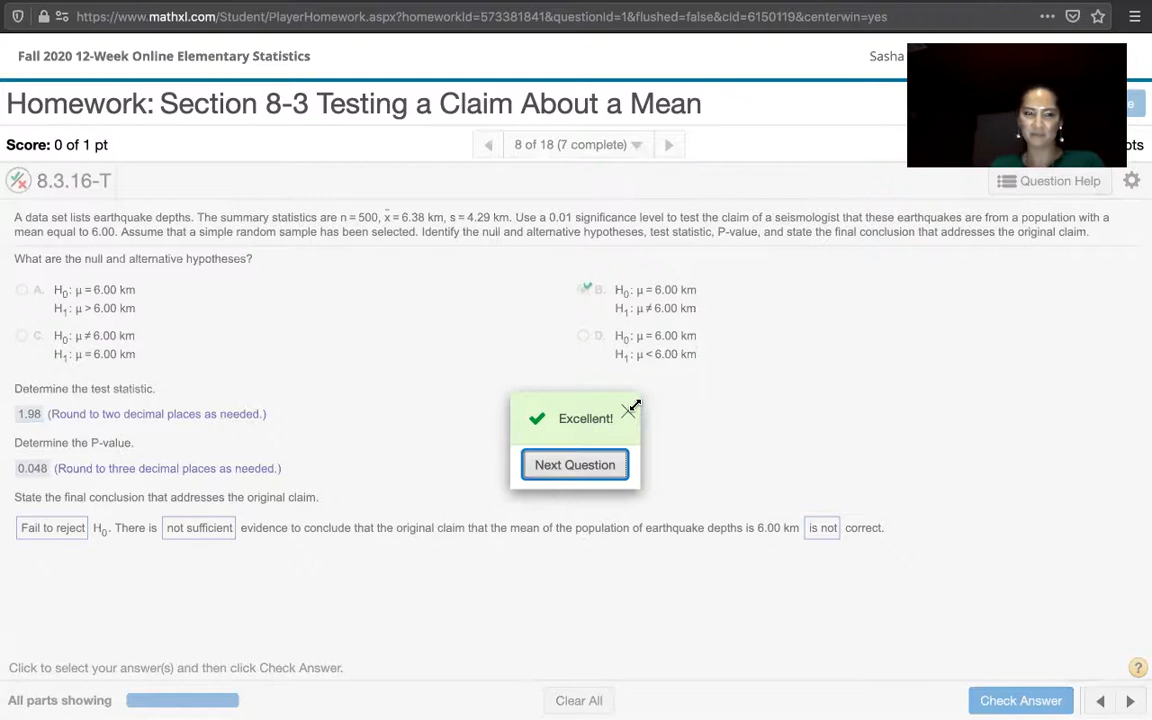 https://www.mathxl.com/Student/PlayerHomework.aspx?homeworkId=573381841&questionId=1&flushed=false&cId=6150119&centerwin=yes
Fall 2020 12-Week Online Elementary Statistics
Sasha
Homework: Section 8-3 Testing a Claim About a Mean
Score: 0 of 1 pt
8 of 18 (7 complete)
8.3.16-T
Question Help
A data set lists earthquake depths. The summary statistics are n = 500, x̄ = 6.38 km, s = 4.29 km. Use a 0.01 significance level to test the claim of a seismologist that these earthquakes are from a population with a
mean equal to 6.00. Assume that a simple random sample has been selected. Identify the null and alternative hypotheses, test statistic, P-value, and state the final conclusion that addresses the original claim.
What are the null and alternative hypotheses?
A. H0: μ = 6.00 km
H1: μ > 6.00 km
B. H0: μ = 6.00 km
H1: μ ≠ 6.00 km
C. H0: μ ≠ 6.00 km
H1: μ = 6.00 km
D. H0: μ = 6.00 km
H1: μ < 6.00 km
Determine the test statistic.
1.98 (Round to two decimal places as needed.)
Determine the P-value.
0.048 (Round to three decimal places as needed.)
State the final conclusion that addresses the original claim.
Fail to reject H0. There is not sufficient evidence to conclude that the original claim that the mean of the population of earthquake depths is 6.00 km is not correct.
Excellent!
Next Question
Click to select your answer(s) and then click Check Answer.
?
All parts showing
Clear All
Check Answer